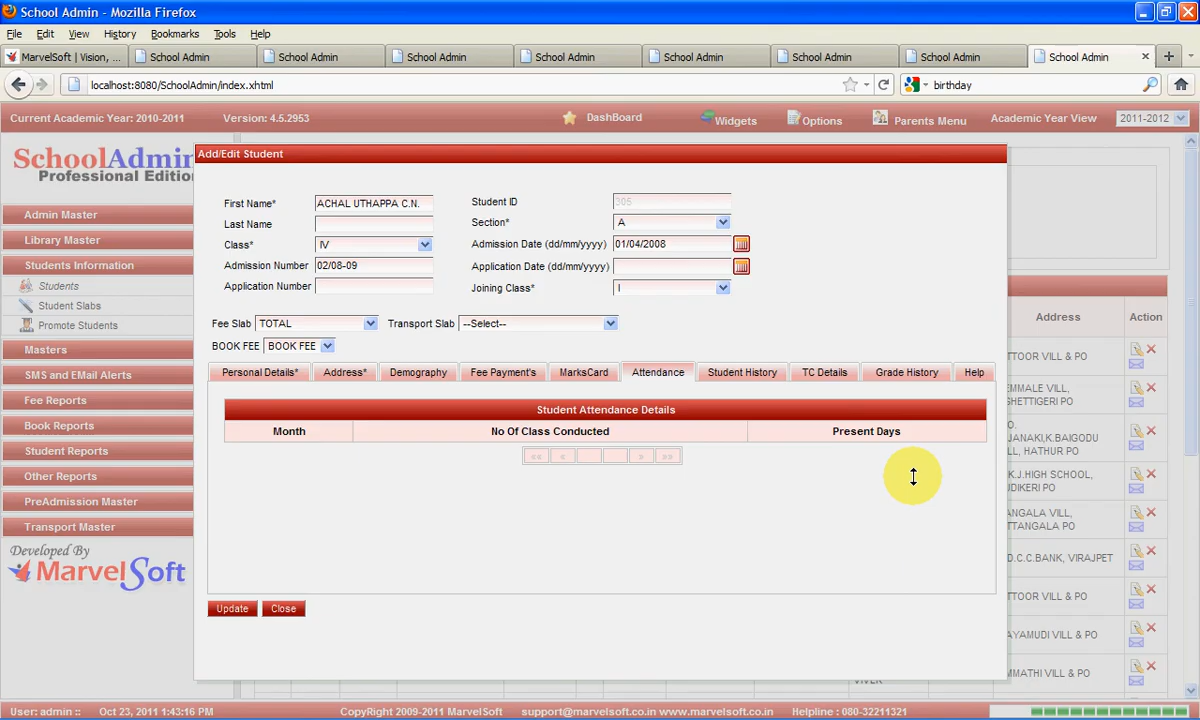 School Admin - Mozilla Firefox
File Edit View History Bookmarks Tools Help
MarvelSoft | Vision, ... School Admin School Admin School Admin School Admin School Admin School Admin School Admin School Admin
localhost:8080/SchoolAdmin/index.xhtml birthday
Current Academic Year: 2010-2011 Version: 4.5.2953 DashBoard Widgets Options Parents Menu Academic Year View 2011-2012
SchoolAdmin
Professional Edition
Admin Master
Library Master
Students Information
Students
Student Slabs
Promote Students
Masters
SMS and EMail Alerts
Fee Reports
Book Reports
Student Reports
Other Reports
PreAdmission Master
Transport Master
Developed By
MarvelSoft
Add/Edit Student
First Name* ACHAL UTHAPPA C.N. Student ID 305
Last Name Section* A
Class* IV Admission Date (dd/mm/yyyy) 01/04/2008
Admission Number 02/08-09 Application Date (dd/mm/yyyy)
Application Number Joining Class* I
Fee Slab TOTAL Transport Slab --Select--
BOOK FEE BOOK FEE
Personal Details* Address* Demography Fee Payment's MarksCard Attendance Student History TC Details Grade History Help
Student Attendance Details
Month No Of Class Conducted Present Days
«« « » »»
Update Close
Address Action
TOOR VILL & PO
EMMALE VILL,
SHETTIGERI PO
O.
JANAKI,K.BAIGODU
LL, HATHUR PO
K.J.HIGH SCHOOL,
UDIKERI PO
ANGALA VILL,
TTANGALA PO
D.C.C.BANK, VIRAJPET
TTOOR VILL & PO
AYAMUDI VILL & PO
MMATHI VILL & PO
User: admin :: Oct 23, 2011 1:43:16 PM CopyRight 2009-2011 MarvelSoft support@marvelsoft.co.in www.marvelsoft.co.in Helpline : 080-32211321